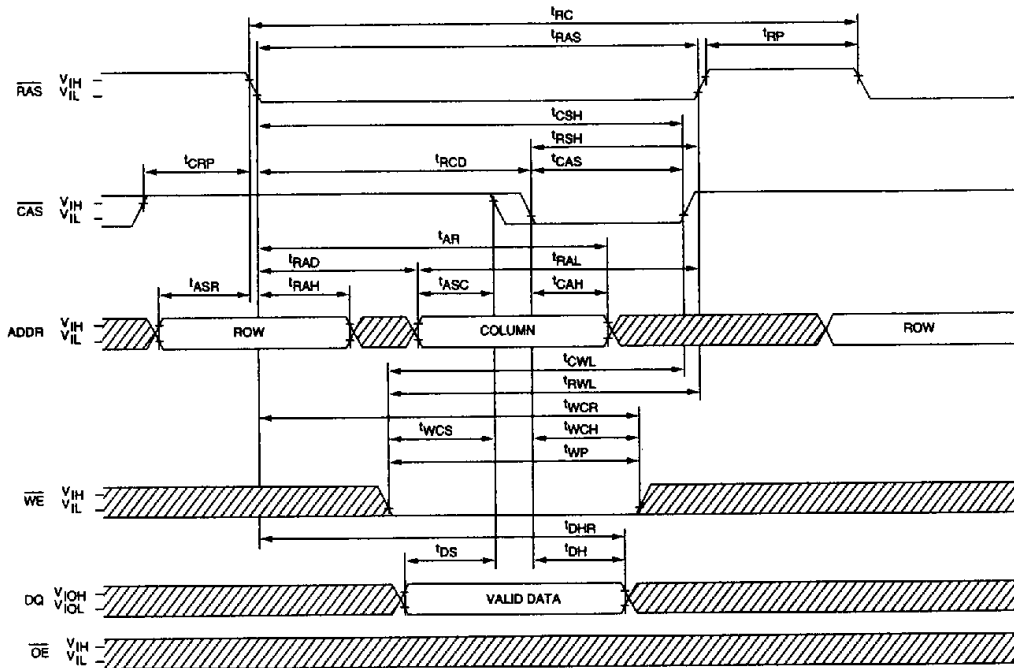 tRC
tRAS
tRP
RAS VIH VIL
tCSH
tRSH
tCRP
tRCD
tCAS
CAS VIH VIL
tAR
tRAD
tRAL
tASR
tRAH
tASC
tCAH
ADDR VIH VIL
ROW
COLUMN
ROW
tCWL
tRWL
tWCR
tWCS
tWCH
tWP
WE VIH VIL
tDHR
tDS
tDH
DQ VIOH VIOL
VALID DATA
OE VIH VIL